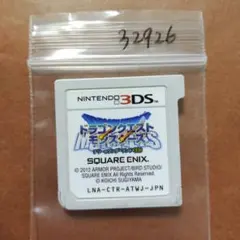 32926
NINTENDO 3DS
ドラゴンクエスト
モンスターズ
SQUARE ENIX.
© 2012 ARMOR PROJECT/BIRD STUDIO/
SQUARE ENIX All Rights Reserved.
© KOICHI SUGIYAMA
LNA-CTR-ATWJ-JPN